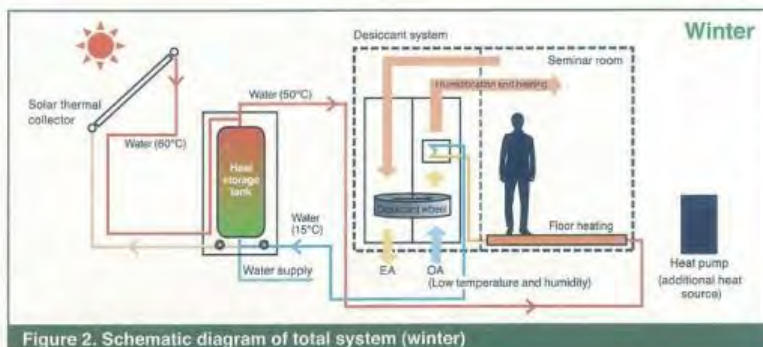 Winter
Desiccant system
Seminar room
Humidification and heating
Water (50°C)
Solar thermal
collector
Water (60°C)
Heat
storage
tank
Water
(15°C)
Desiccant wheel
Floor heating
Water supply
EA
OA
(Low temperature and humidity)
Heat pump
(additional heat
source)
Figure 2. Schematic diagram of total system (winter)